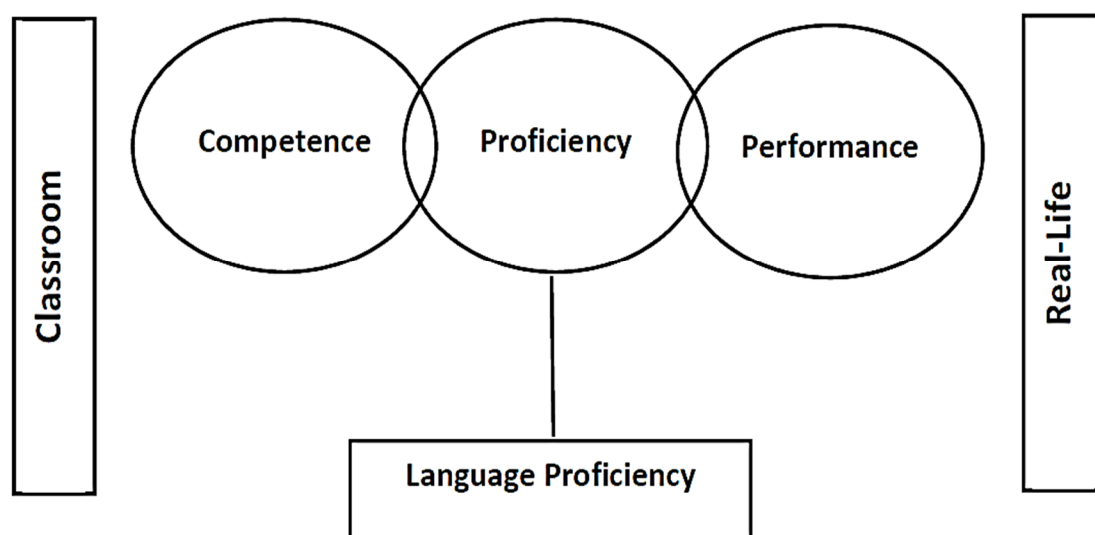 Classroom
Competence
Proficiency
Performance
Real-Life
Language Proficiency